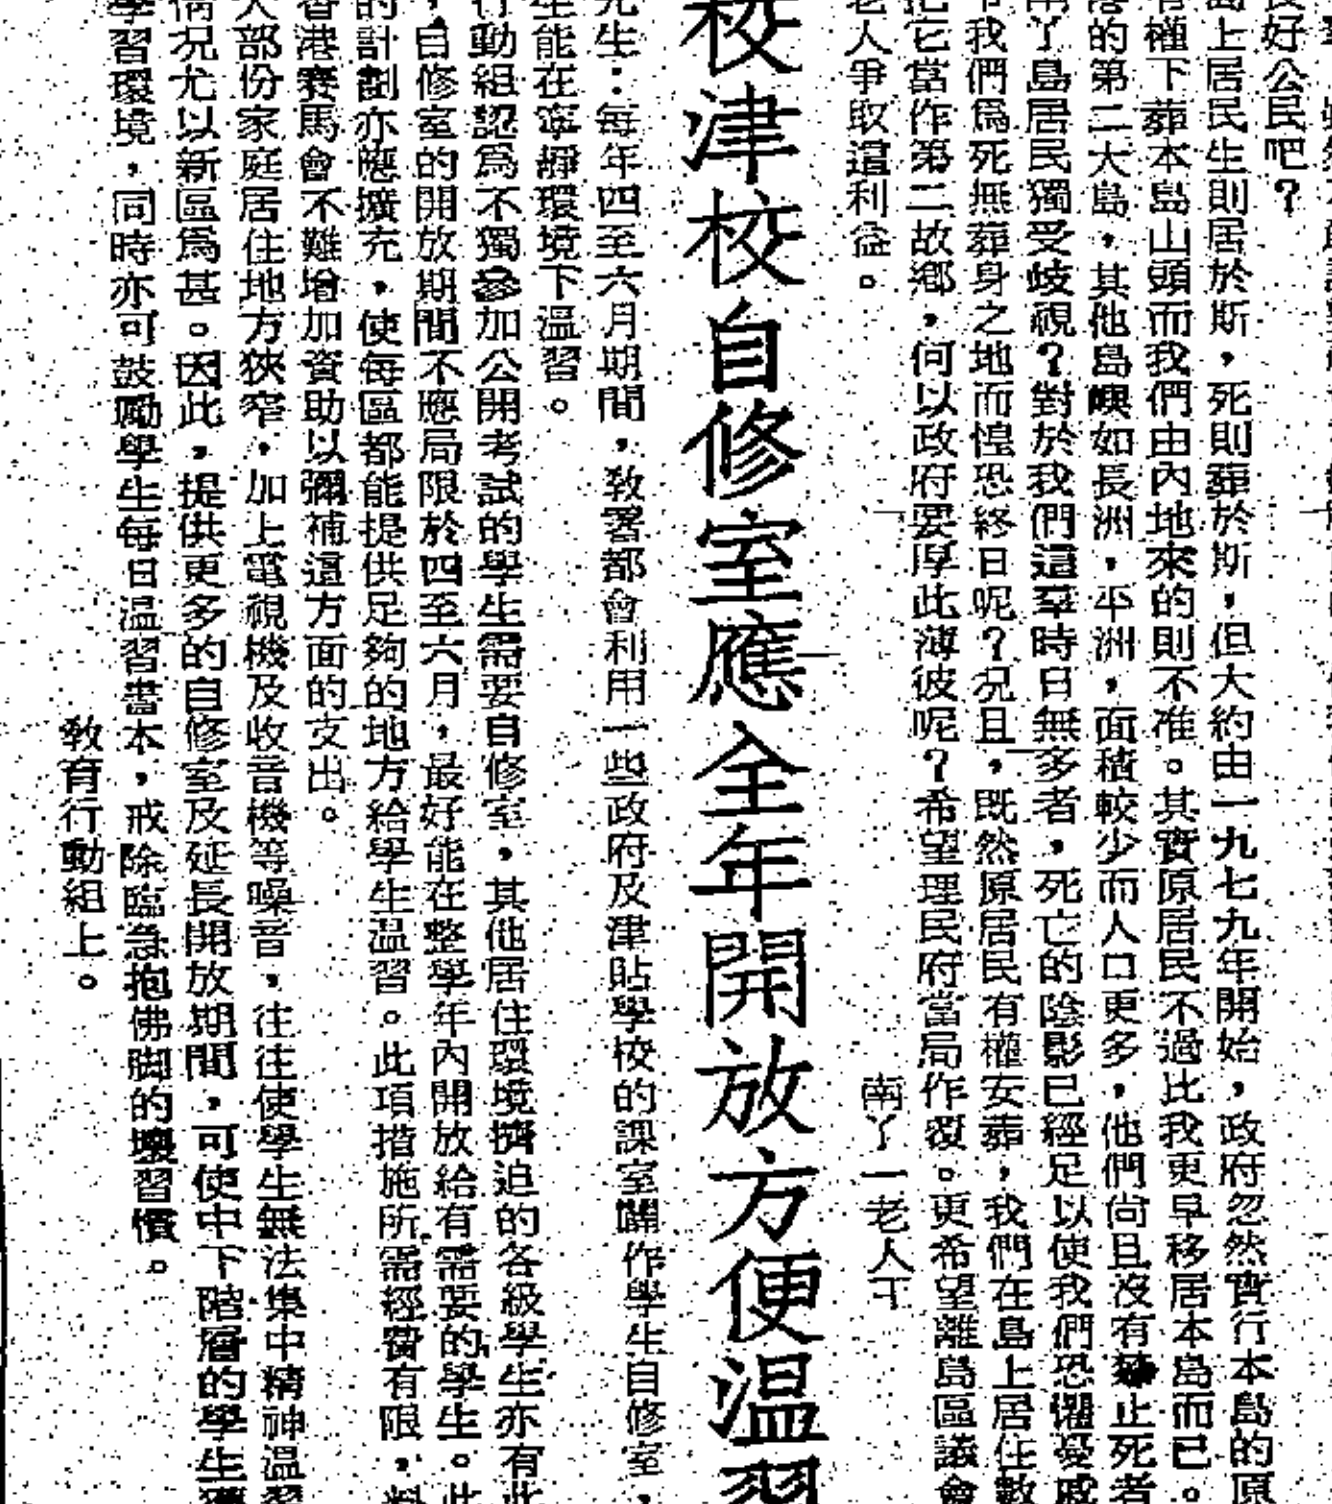 良好公民吧？
島上居民生則居於斯，死則葬於斯，但大約由一九七九年開始，政府忽然實行本島的原
有權下葬本島山頭而我們由內地來的則不准。其實原居民不過比我更早移居本島而已。
港的第二大島，其他島嶼如長洲，平洲，面積較少而人口更多，他們尙且沒有禁止死者
南丫島居民獨受歧視？對於我們這羣時日無多者，死亡的陰影已經足以使我們恐懼憂慼
令我們爲死無葬身之地而惶恐終日呢？況且，既然原居民有權安葬，我們在島上居住數
把它當作第二故鄉，何以政府要厚此薄彼呢？希望理民府當局作覆。更希望離島區議會
老人爭取這利益。
南丫一老人
校津校自修室應全年開放方便溫習
先生：每年四至六月期間，敎署都會利用一些政府及津貼學校的課室闢作學生自修室，
生能在寧靜環境下溫習。
行動組認爲不獨參加公開考試的學生需要自修室，其他居住環境擠迫的各級學生亦有此
，自修室的開放期間不應局限於四至六月，最好能在整學年內開放給有需要的學生。此
的計劃亦應擴充，使每區都能提供足夠的地方給學生溫習。此項措施所需經費有限，料
香港賽馬會不難增加資助以彌補這方面的支出。
大部份家庭居住地方狹窄，加上電視機及收音機等噪音，往往使學生無法集中精神溫習
情况尤以新區爲甚。因此，提供更多的自修室及延長開放期間，可使中下階層的學生獲
學習環境，同時亦可鼓勵學生每日溫習書本，戒除臨急抱佛脚的壞習慣。
敎育行動組上。